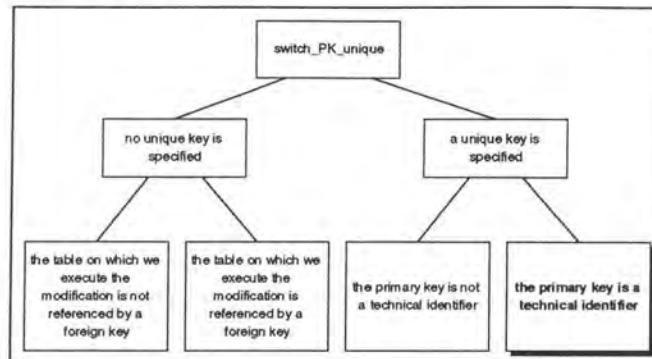 switch_PK_unique
no unique key is
specified
a unique key is
specified
the table on which we
execute the
modification is not
referenced by a
foreign key
the table on which we
execute the
modification is
referenced by a
foreign key
the primary key is not
a technical identifier
the primary key is a
technical identifier